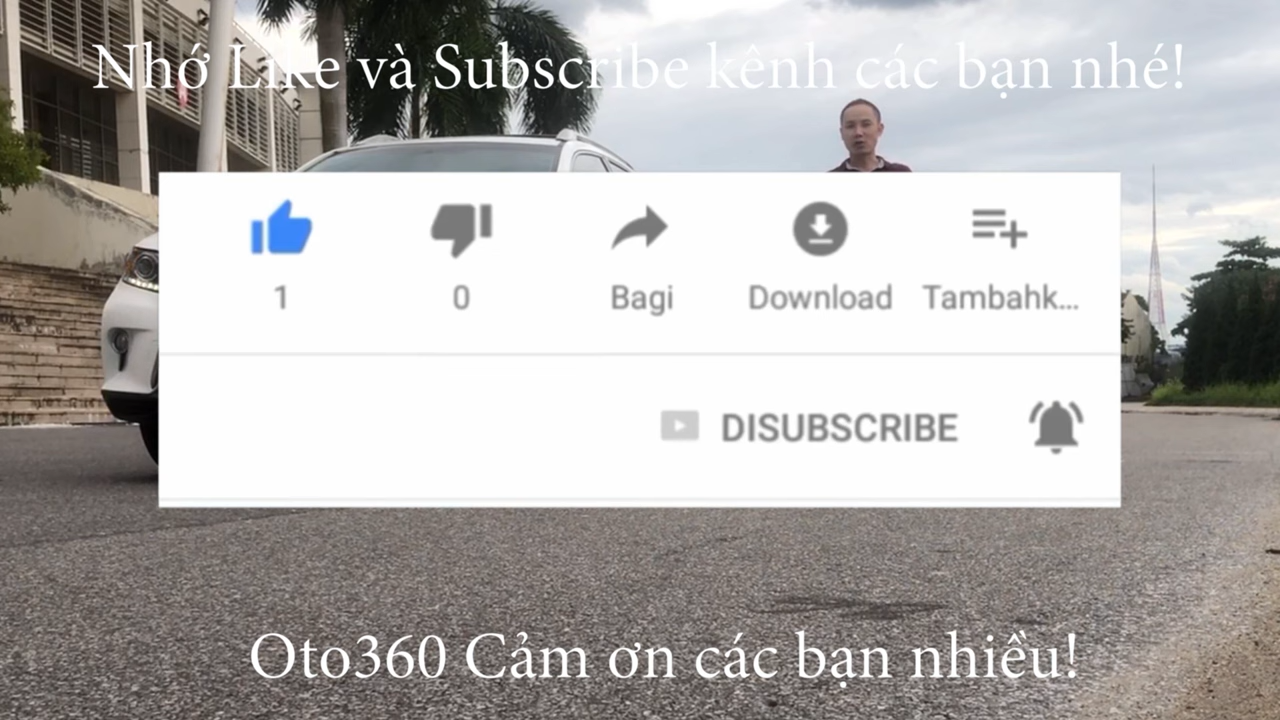 Nhớ Like và Subscribe kênh các bạn nhé!
1 0 Bagi Download Tambahk...
DISUBSCRIBE
Oto360 Cảm ơn các bạn nhiều!